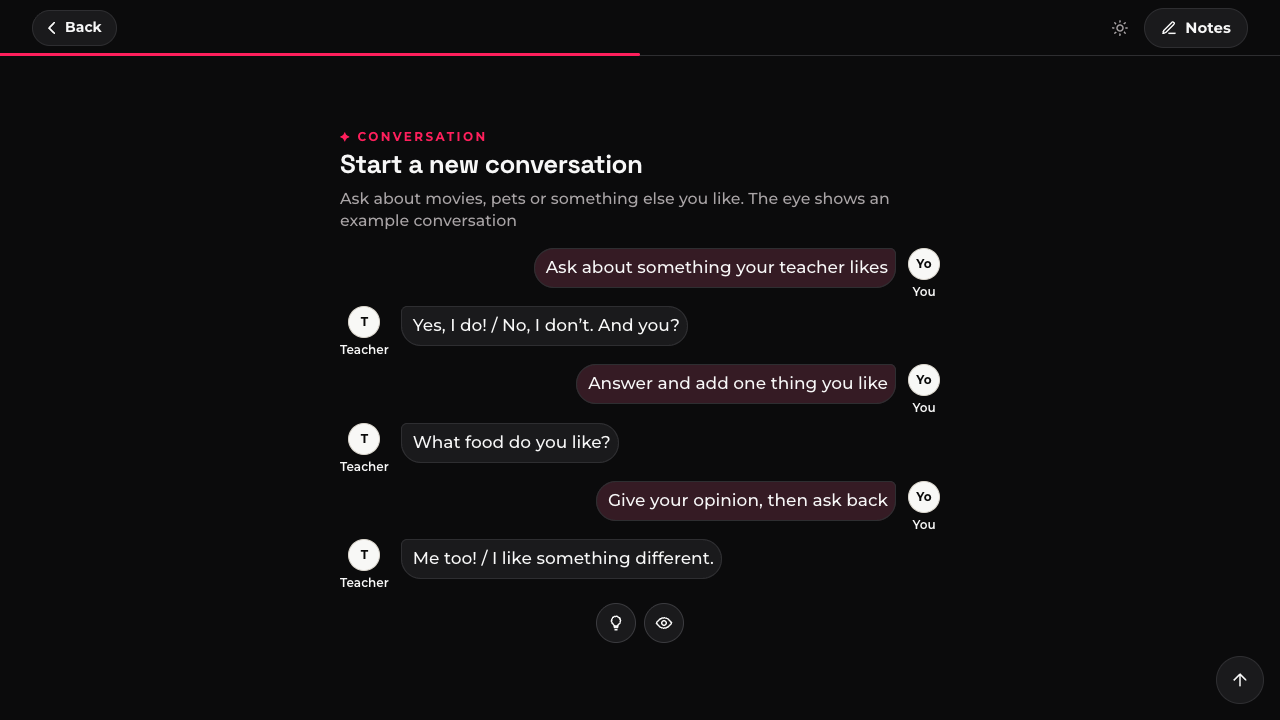 Back
Notes
CONVERSATION
Start a new conversation
Ask about movies, pets or something else you like. The eye shows an
example conversation
Ask about something your teacher likes
Yo
You
T
Yes, I do! / No, I don’t. And you?
Teacher
Answer and add one thing you like
Yo
You
T
What food do you like?
Teacher
Give your opinion, then ask back
Yo
You
T
Me too! / I like something different.
Teacher